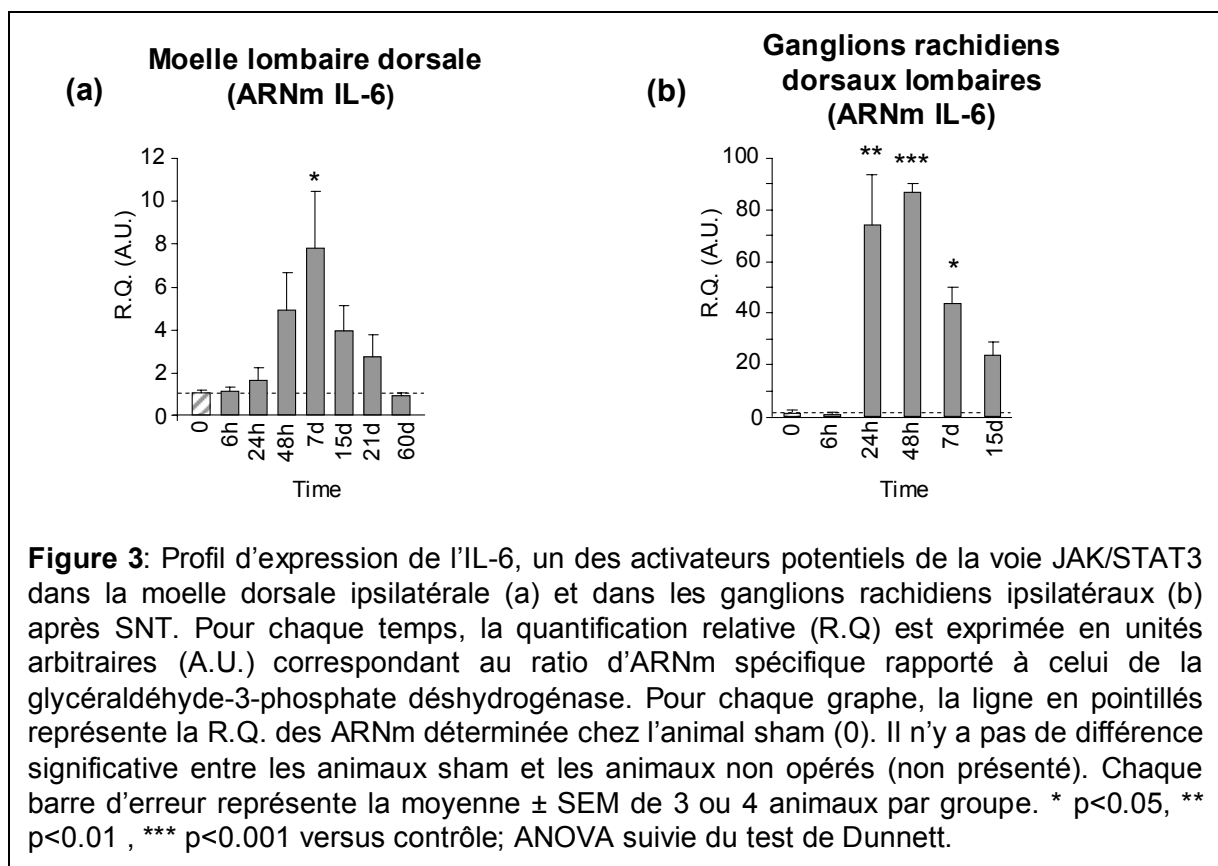 Moelle lombaire dorsale
(ARNm IL-6)
(a)
12
10
8
6
4
2
0
R.Q. (A.U.)
*
0 6h 24h 48h 7d 15d 21d 60d
Time
Ganglions rachidiens
dorsaux lombaires
(ARNm IL-6)
(b)
100
80
60
40
20
0
R.Q. (A.U.)
** *** *
0 6h 24h 48h 7d 15d
Time
Figure 3: Profil d’expression de l’IL-6, un des activateurs potentiels de la voie JAK/STAT3
dans la moelle dorsale ipsilatérale (a) et dans les ganglions rachidiens ipsilatéraux (b)
après SNT. Pour chaque temps, la quantification relative (R.Q) est exprimée en unités
arbitraires (A.U.) correspondant au ratio d’ARNm spécifique rapporté à celui de la
glycéraldéhyde-3-phosphate déshydrogénase. Pour chaque graphe, la ligne en pointillés
représente la R.Q. des ARNm déterminée chez l’animal sham (0). Il n’y a pas de différence
significative entre les animaux sham et les animaux non opérés (non présenté). Chaque
barre d’erreur représente la moyenne ± SEM de 3 ou 4 animaux par groupe. * p<0.05, **
p<0.01 , *** p<0.001 versus contrôle; ANOVA suivie du test de Dunnett.